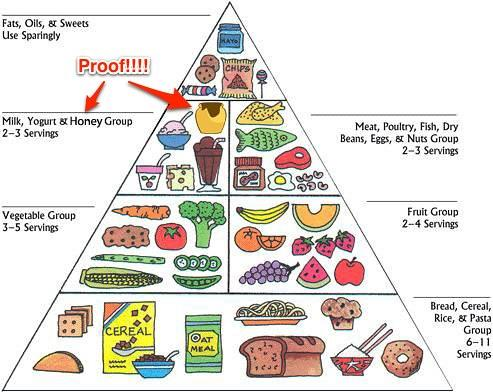 Fats, Oils, & Sweets
Use Sparingly
MAYO
Proof!!!!
CHIPS
Milk, Yogurt & Honey Group
2–3 Servings
Meat, Poultry, Fish, Dry
Beans, Eggs, & Nuts Group
2–3 Servings
Vegetable Group
3–5 Servings
Fruit Group
2–4 Servings
Bread, Cereal,
Rice, & Pasta
Group
6–11
Servings
CEREAL
OAT
MEAL